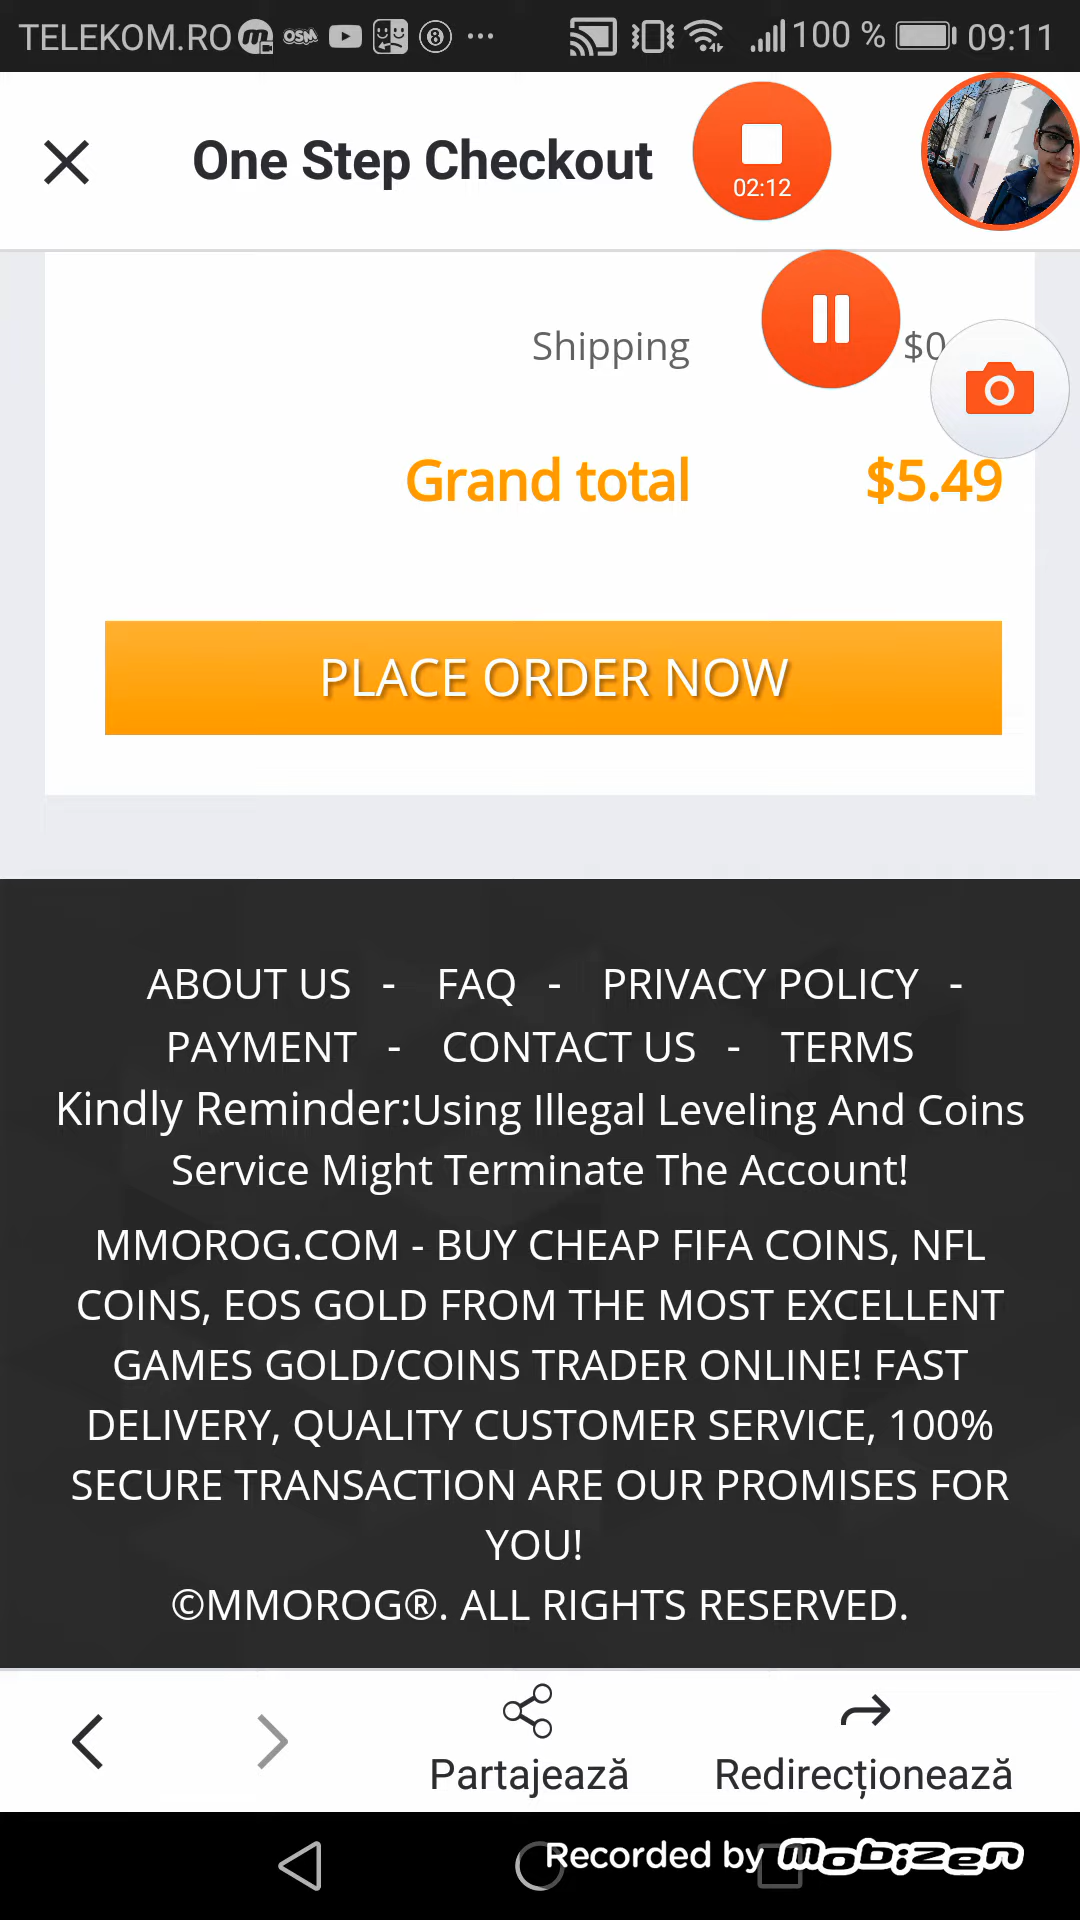 TELEKOM.RO OSM 8 ... 100 % 09:11
One Step Checkout
02:12
Shipping $0
Grand total $5.49
PLACE ORDER NOW
ABOUT US - FAQ - PRIVACY POLICY -
PAYMENT - CONTACT US - TERMS
Kindly Reminder:Using Illegal Leveling And Coins
Service Might Terminate The Account!
MMOROG.COM - BUY CHEAP FIFA COINS, NFL
COINS, EOS GOLD FROM THE MOST EXCELLENT
GAMES GOLD/COINS TRADER ONLINE! FAST
DELIVERY, QUALITY CUSTOMER SERVICE, 100%
SECURE TRANSACTION ARE OUR PROMISES FOR
YOU!
©MMOROG®. ALL RIGHTS RESERVED.
Partajează Redirecționează
Recorded by mobizen